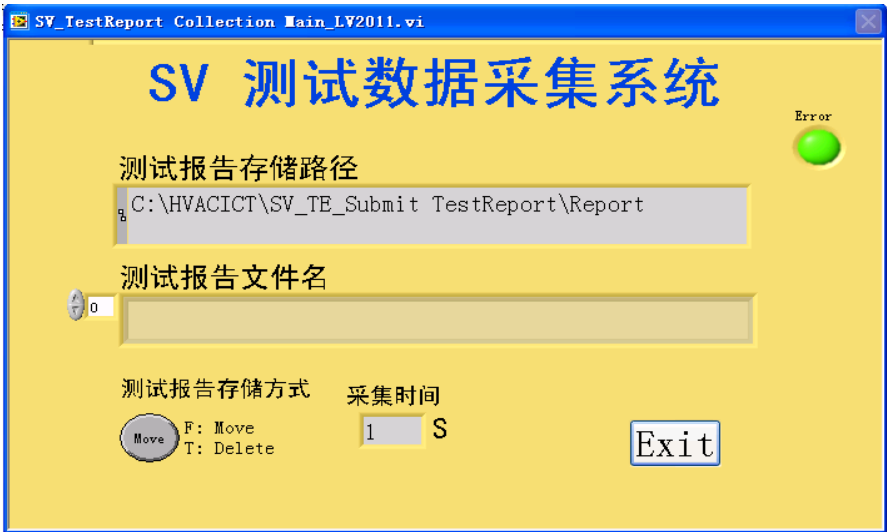 SV_TestReport Collection Main_LV2011.vi
SV 测试数据采集系统
Error
测试报告存储路径
C:\HVACICT\SV_TE_Submit TestReport\Report
测试报告文件名
0
测试报告存储方式
采集时间
Move
F: Move
T: Delete
1
S
Exit